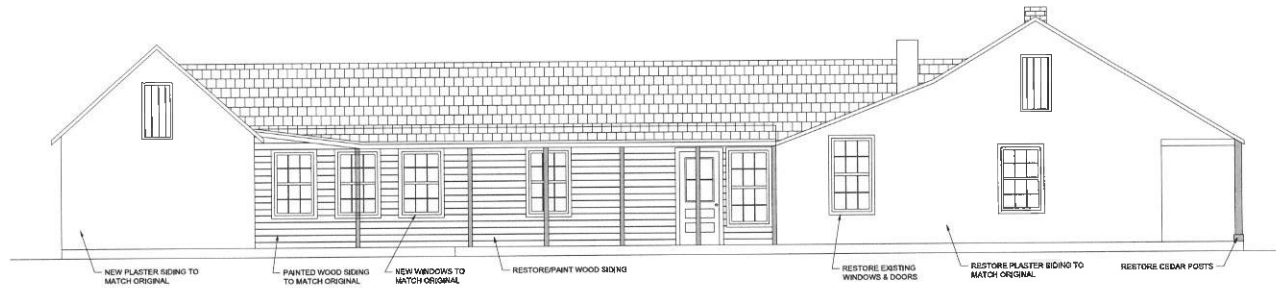 NEW PLASTER SIDING TO
MATCH ORIGINAL
PAINTED WOOD SIDING
TO MATCH ORIGINAL
NEW WINDOWS TO
MATCH ORIGINAL
RESTORE/PAINT WOOD SIDING
RESTORE EXISTING
WINDOWS & DOORS
RESTORE PLASTER SIDING TO
MATCH ORIGINAL
RESTORE CEDAR POSTS